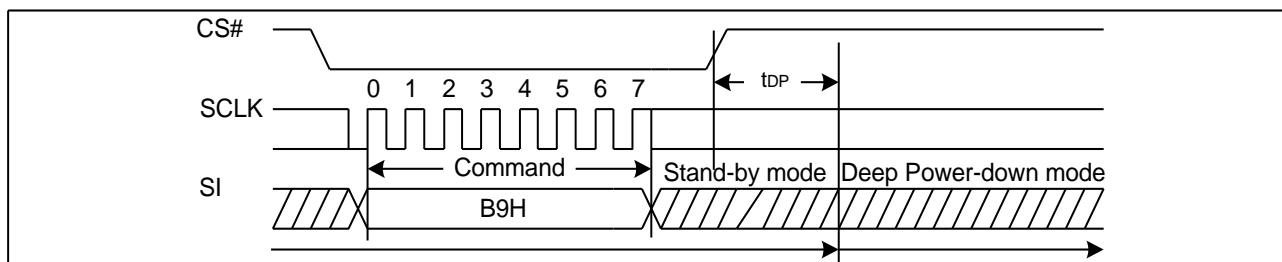 CS#
tDP
0 1 2 3 4 5 6 7
SCLK
Command
Stand-by mode Deep Power-down mode
SI
B9H